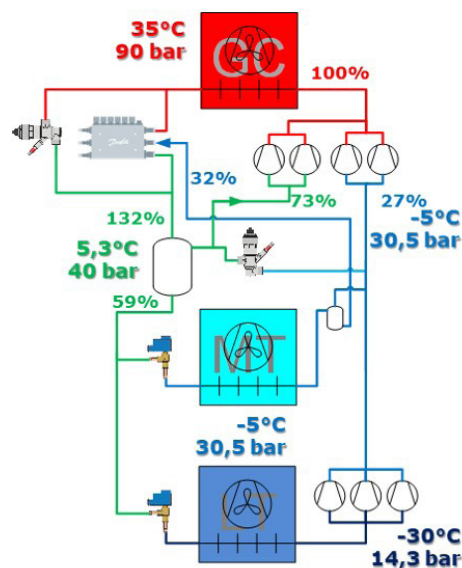 35°C
90 bar
GC
100%
Danfoss
32%
73%
27%
132%
-5°C
30,5 bar
5,3°C
40 bar
59%
MT
-5°C
30,5 bar
LT
-30°C
14,3 bar